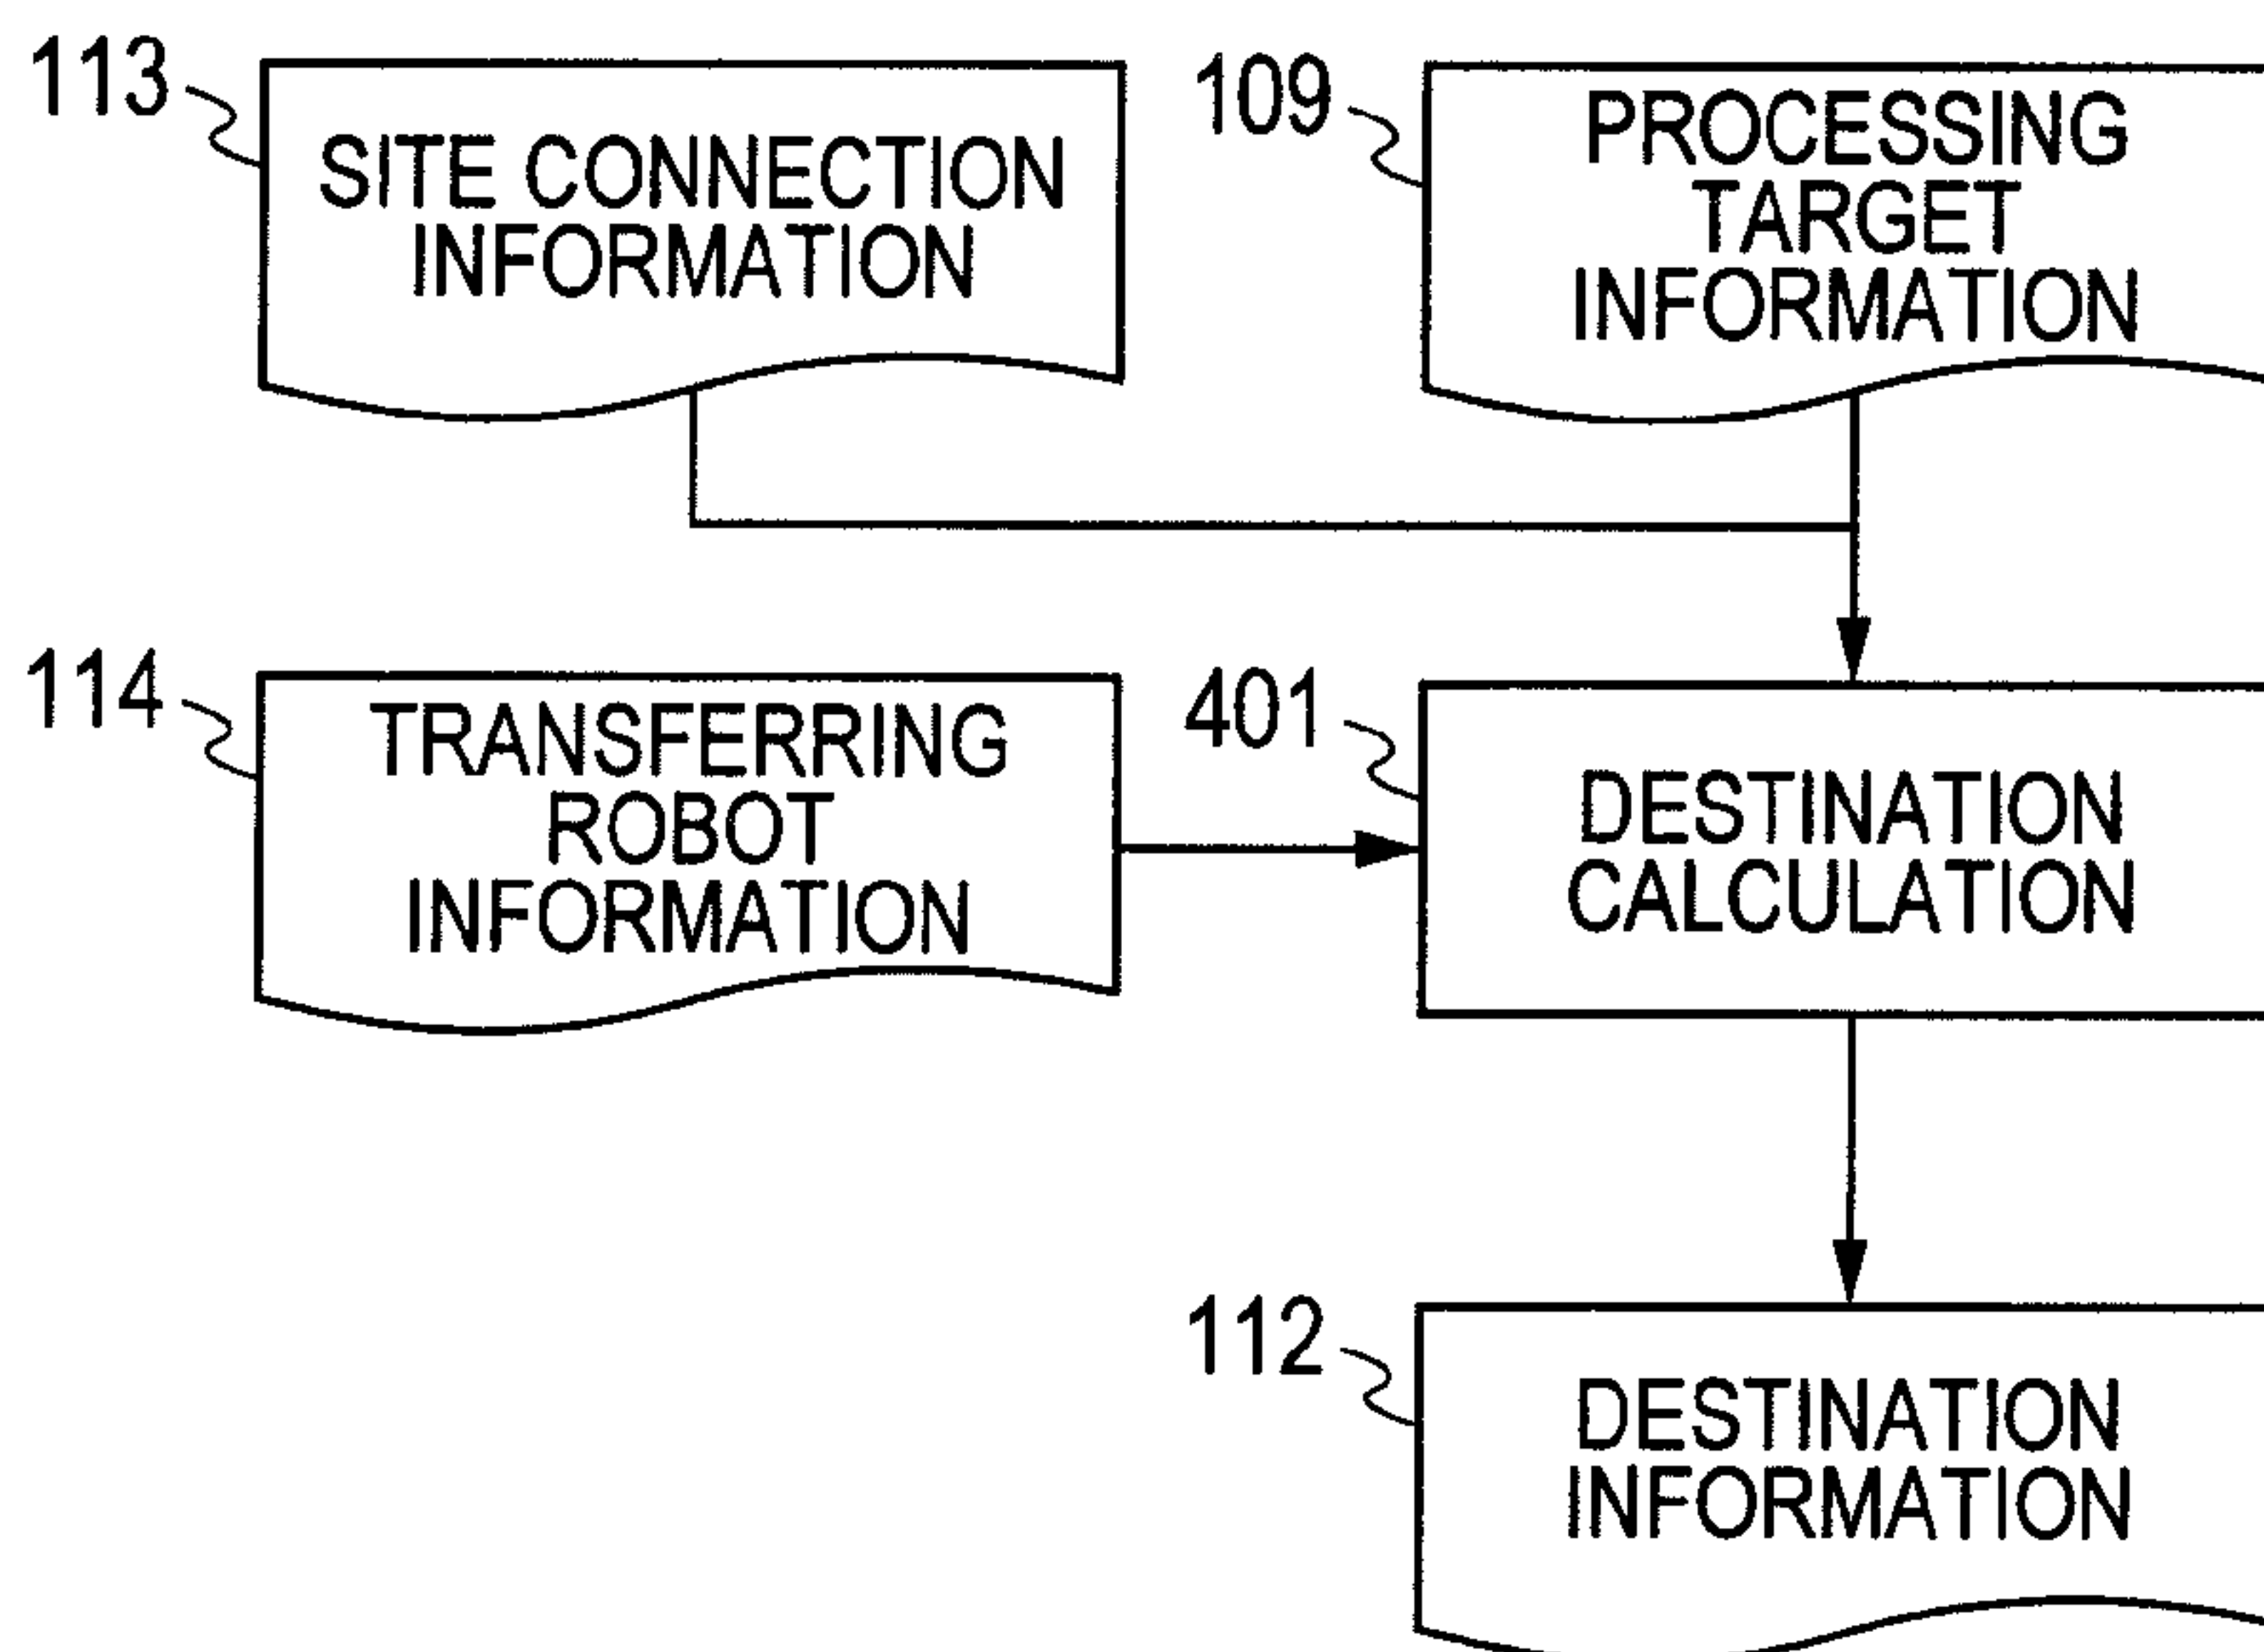 113
SITE CONNECTION
INFORMATION
109
PROCESSING
TARGET
INFORMATION
114
TRANSFERRING
ROBOT
INFORMATION
401
DESTINATION
CALCULATION
112
DESTINATION
INFORMATION